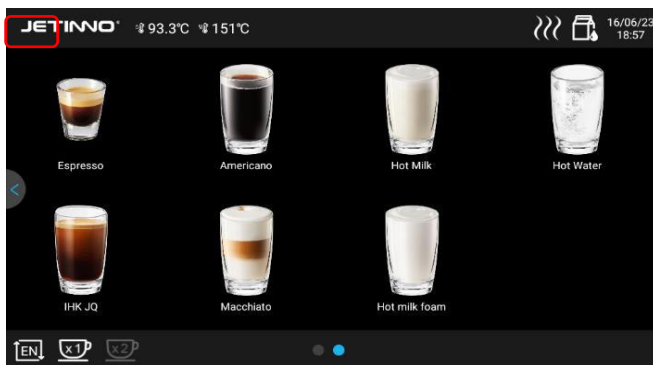 JETINNO 93.3℃ 151℃ 16/06/23
18:57
Espresso Americano Hot Milk Hot Water
IHK JQ Macchiato Hot milk foam
EN x1 x2